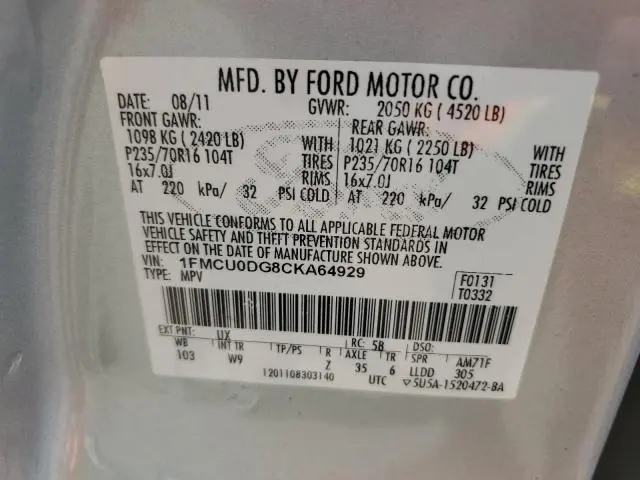 MFD. BY FORD MOTOR CO.
DATE: 08/11 GVWR: 2050 KG ( 4520 LB)
FRONT GAWR: REAR GAWR:
1098 KG ( 2420 LB) WITH 1021 KG ( 2250 LB) WITH
P235/70R16 104T TIRES P235/70R16 104T TIRES
16x7.0J RIMS 16x7.0J RIMS
AT 220 kPa/ 32 PSI COLD AT 220 kPa/ 32 PSI COLD
THIS VEHICLE CONFORMS TO ALL APPLICABLE FEDERAL MOTOR
VEHICLE SAFETY AND THEFT PREVENTION STANDARDS IN
EFFECT ON THE DATE OF MANUFACTURE SHOWN ABOVE.
VIN: 1FMCU0DG8CKA64929
TYPE: MPV
F0131
T0332
EXT PNT: UX RC: 58 DSO:
WB INT TR TP/PS R AXLE TR SPR AM71F
103 W9 Z 35 6 LLDD 305
1201108303140 UTC 5U5A-1520472-BA